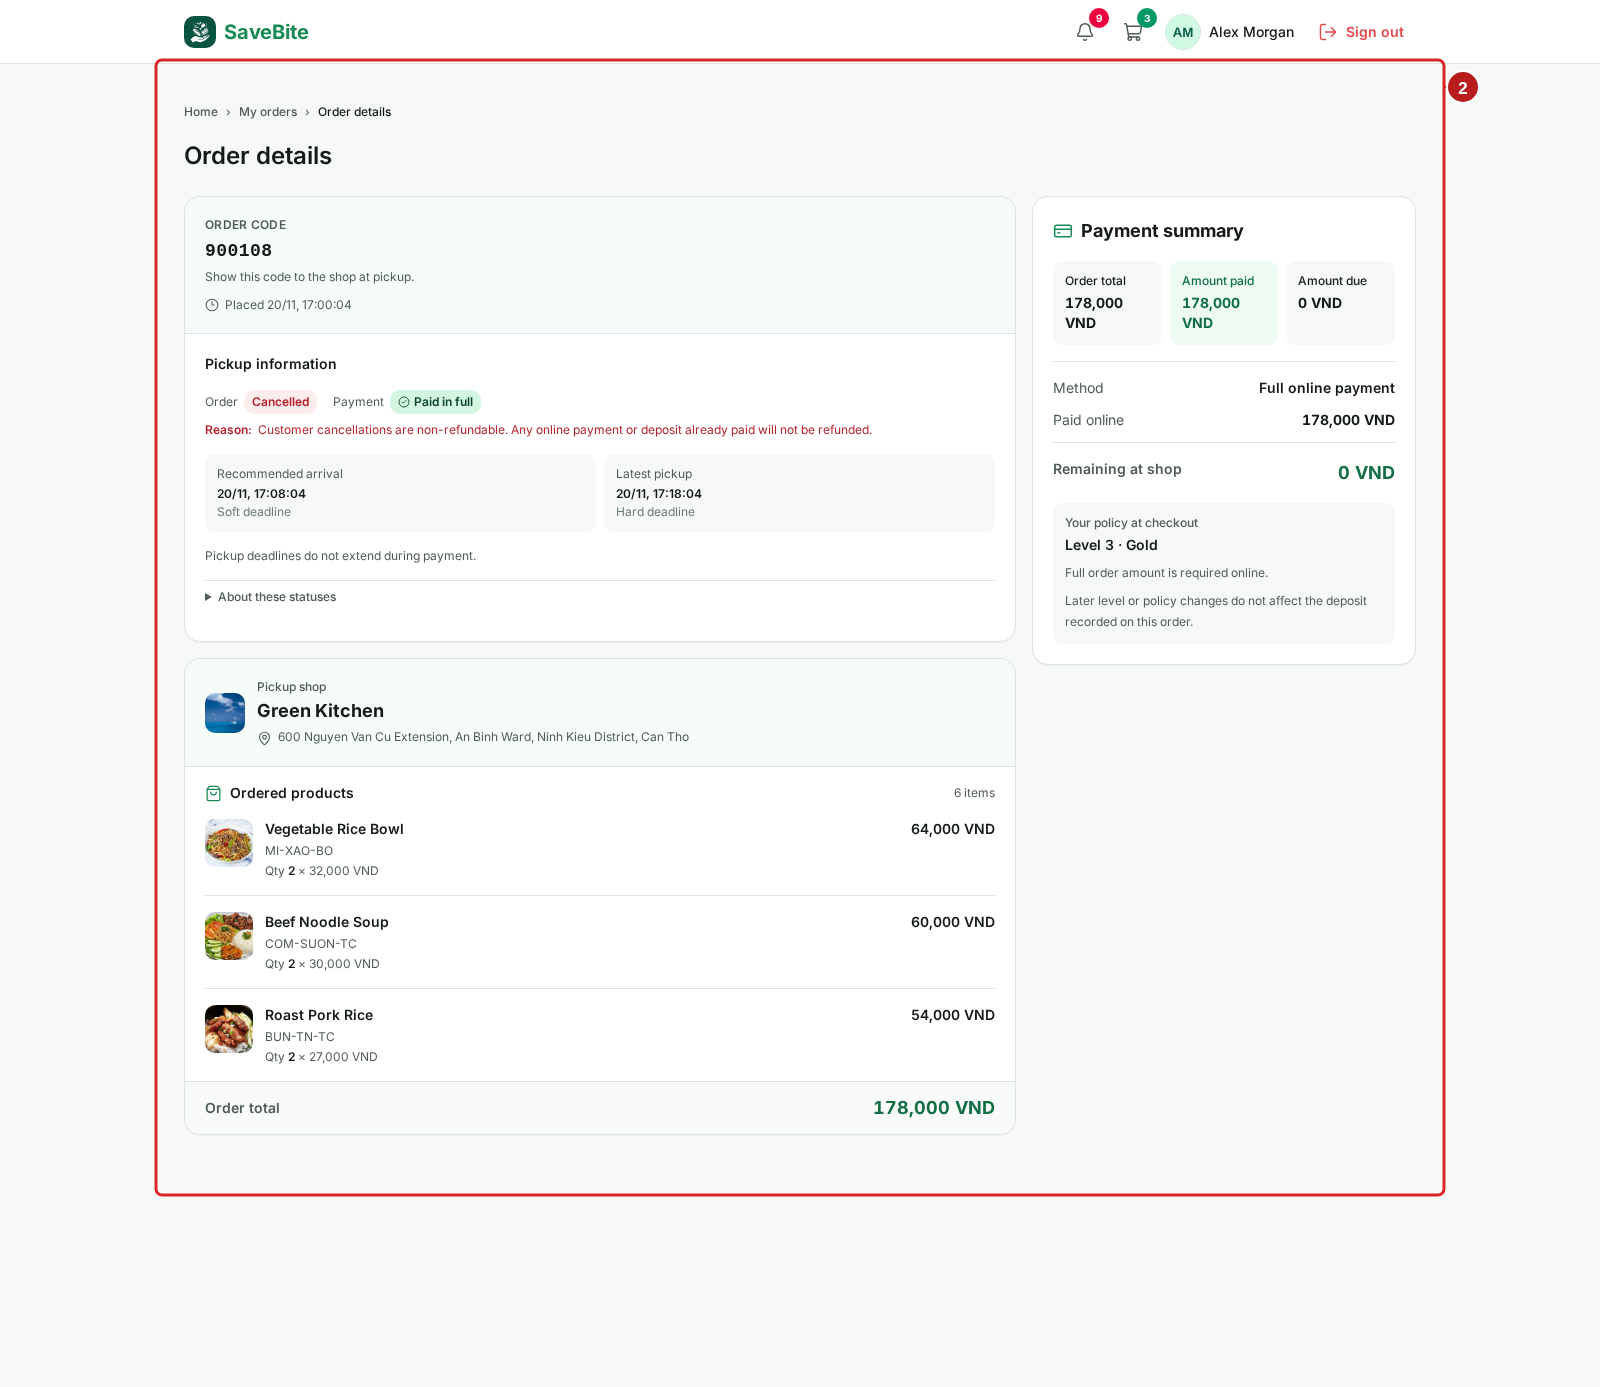 SaveBite
9
3
AM
Alex Morgan
Sign out
2
Home › My orders › Order details
Order details
ORDER CODE
900108
Show this code to the shop at pickup.
Placed 20/11, 17:00:04
Pickup information
Order Cancelled Payment Paid in full
Reason: Customer cancellations are non-refundable. Any online payment or deposit already paid will not be refunded.
Recommended arrival
20/11, 17:08:04
Soft deadline
Latest pickup
20/11, 17:18:04
Hard deadline
Pickup deadlines do not extend during payment.
About these statuses
Pickup shop
Green Kitchen
600 Nguyen Van Cu Extension, An Binh Ward, Ninh Kieu District, Can Tho
Ordered products
6 items
Vegetable Rice Bowl
64,000 VND
MI-XAO-BO
Qty 2 × 32,000 VND
Beef Noodle Soup
60,000 VND
COM-SUON-TC
Qty 2 × 30,000 VND
Roast Pork Rice
54,000 VND
BUN-TN-TC
Qty 2 × 27,000 VND
Order total
178,000 VND
Payment summary
Order total
178,000
VND
Amount paid
178,000
VND
Amount due
0 VND
Method
Full online payment
Paid online
178,000 VND
Remaining at shop
0 VND
Your policy at checkout
Level 3 · Gold
Full order amount is required online.
Later level or policy changes do not affect the deposit
recorded on this order.